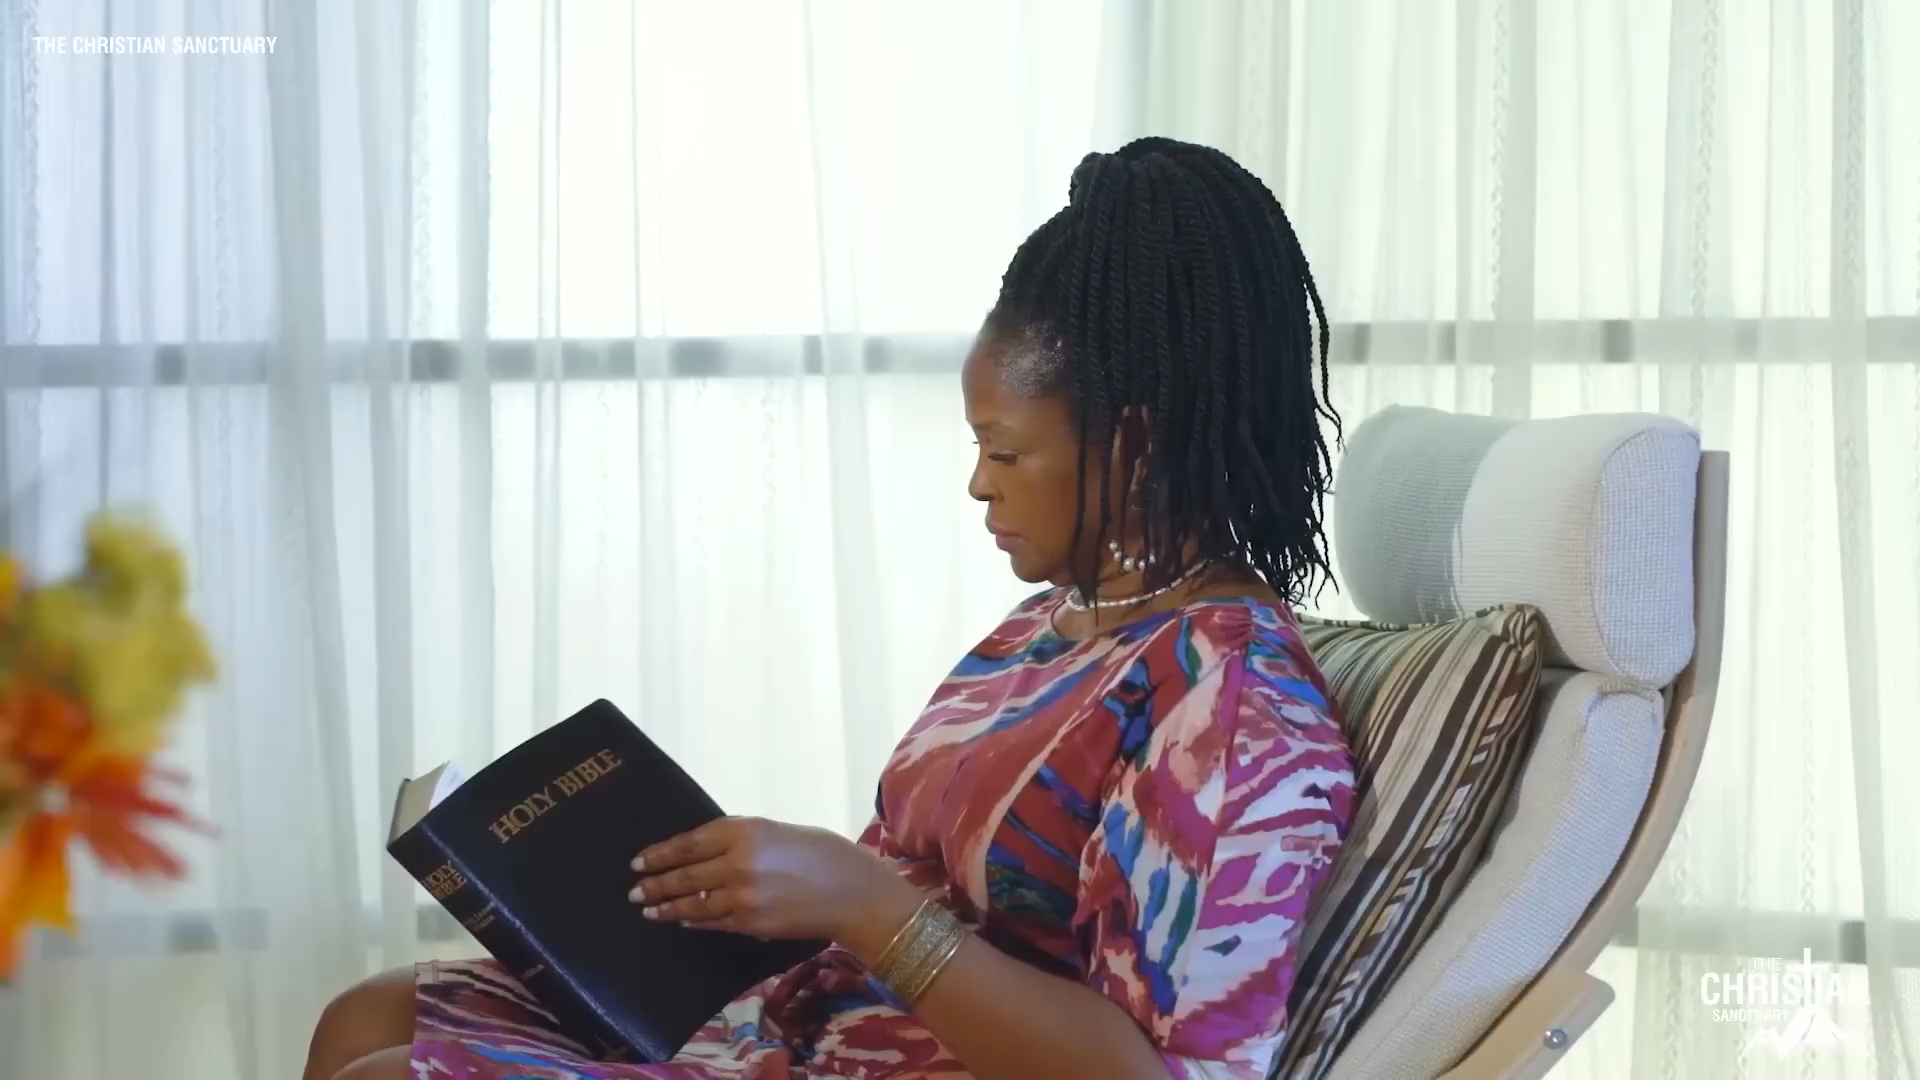 THE CHRISTIAN SANCTUARY
HOLY BIBLE
HOLY
BIBLE
THE
CHRISTIAN
SANCTUARY